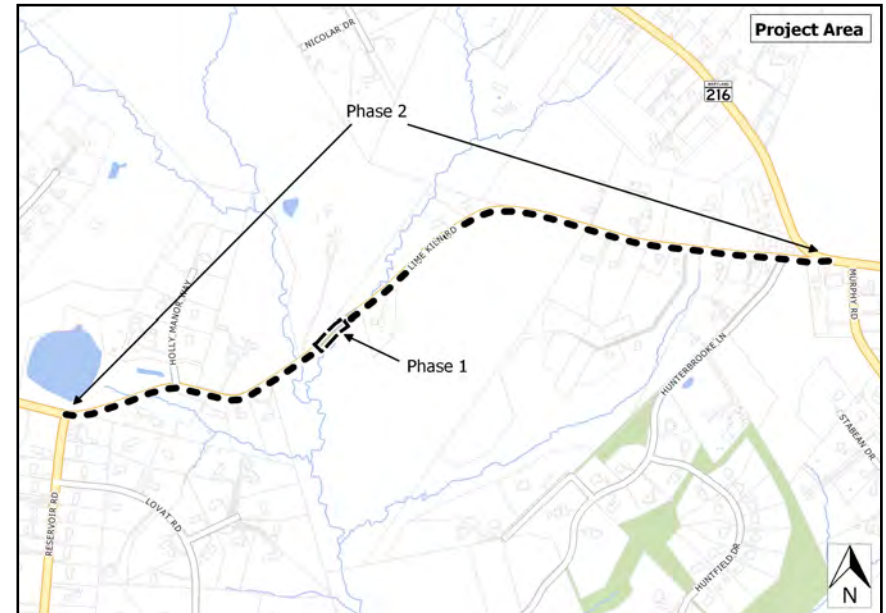 Project Area
NICOLAR DR
MARYLAND
216
Phase 2
LIME KILN RD
HOLLY MANOR WAY
MURPHY RD
Phase 1
HUNTERBROOKE LN
STABEAN DR
RESERVOIR RD
LOVAT RD
HUNTFIELD DR
N